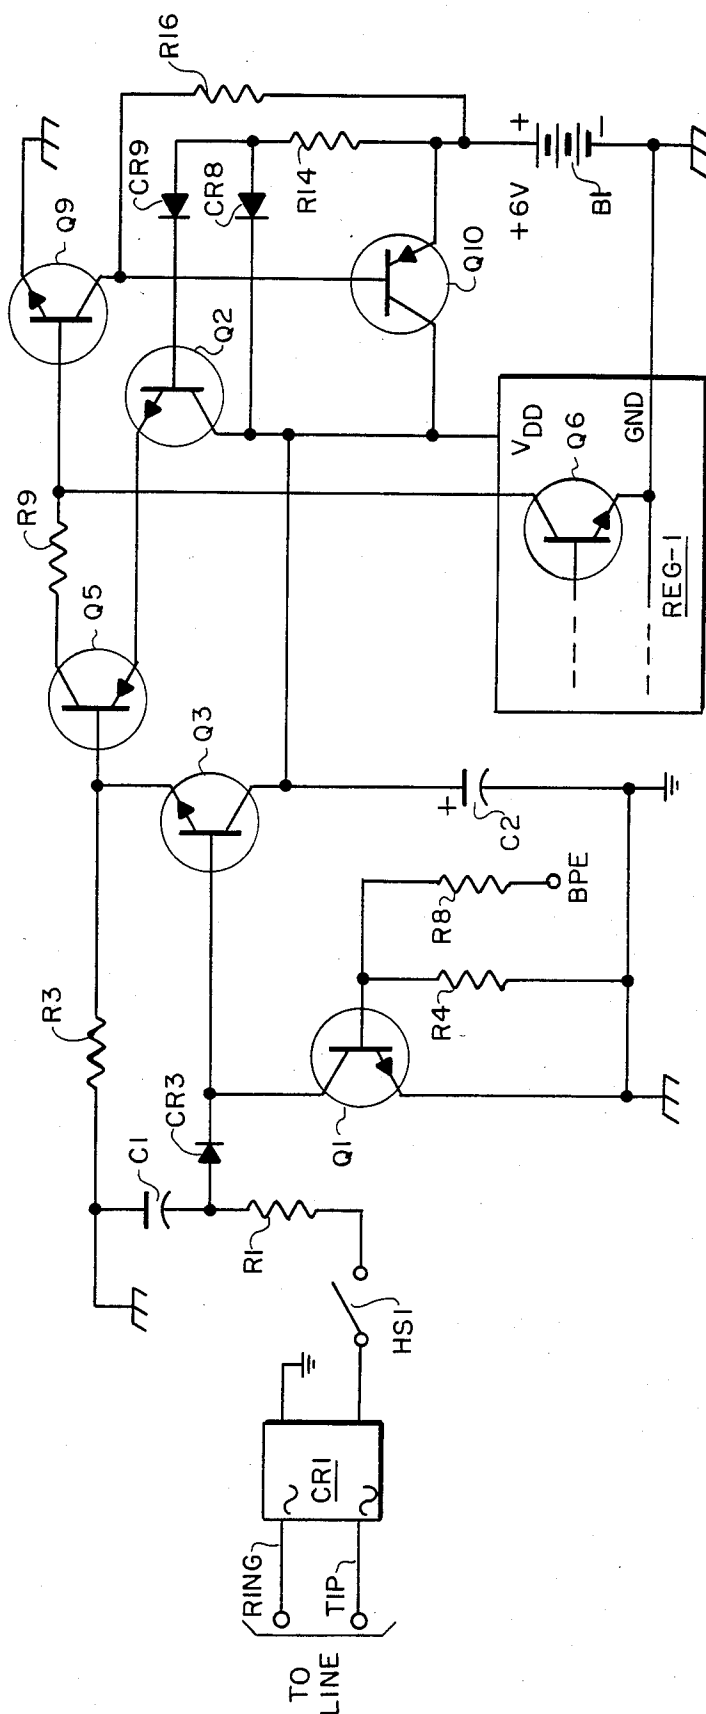 TO
LINE
RING
TIP
CR1
HS1
R1
C1
CR3
R3
Q1
R4
R8
BPE
Q3
C2
Q5
R9
Q2
Q9
CR9
CR8
R14
R16
Q10
+6V
+
-
B1
+
VDD
Q6
GND
REG-1